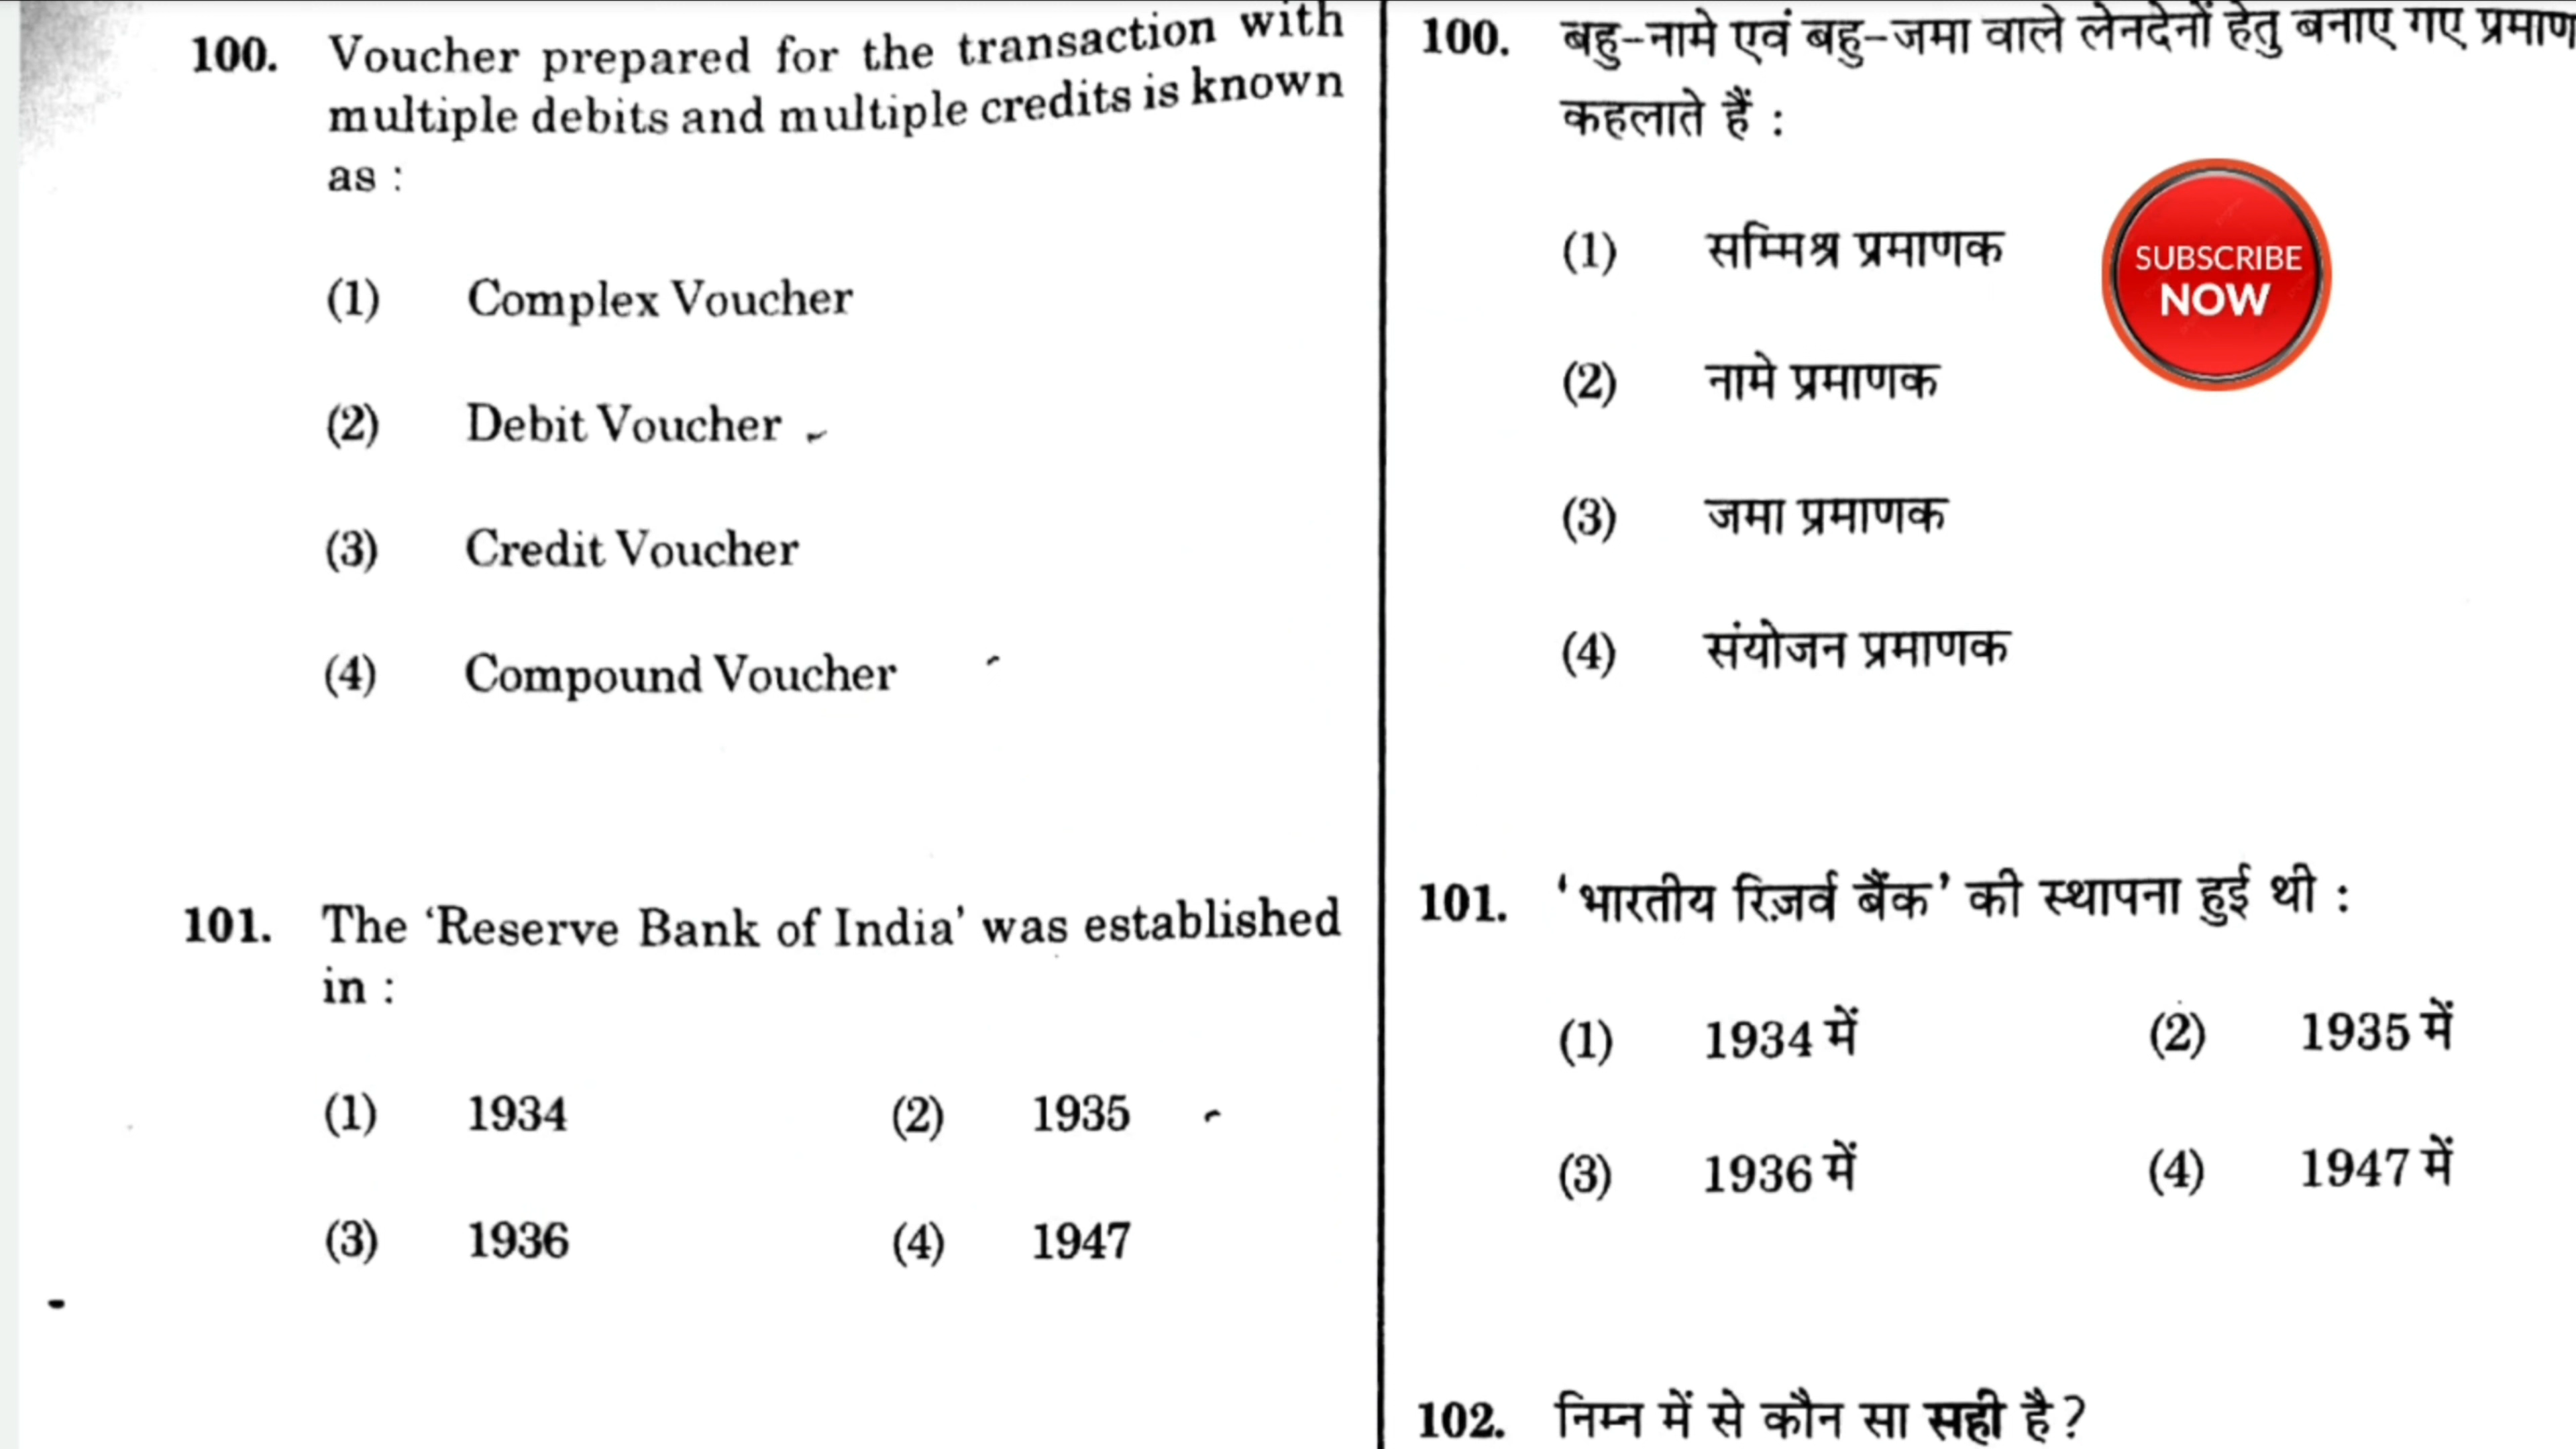 100. Voucher prepared for the transaction with
multiple debits and multiple credits is known
as :
(1) Complex Voucher
(2) Debit Voucher
(3) Credit Voucher
(4) Compound Voucher
101. The ‘Reserve Bank of India’ was established
in :
(1) 1934 (2) 1935
(3) 1936 (4) 1947
100. बहु-नामे एवं बहु-जमा वाले लेनदेनों हेतु बनाए गए
कहलाते हैं :
(1) सम्मिश्र प्रमाणक
(2) नामे प्रमाणक
(3) जमा प्रमाणक
(4) संयोजन प्रमाणक
SUBSCRIBE
NOW
101. ‘भारतीय रिज़र्व बैंक’ की स्थापना हुई थी :
(1) 1934 में (2) 1935 में
(3) 1936 में (4) 1947 में
102. निम्न में से कौन सा सही है?